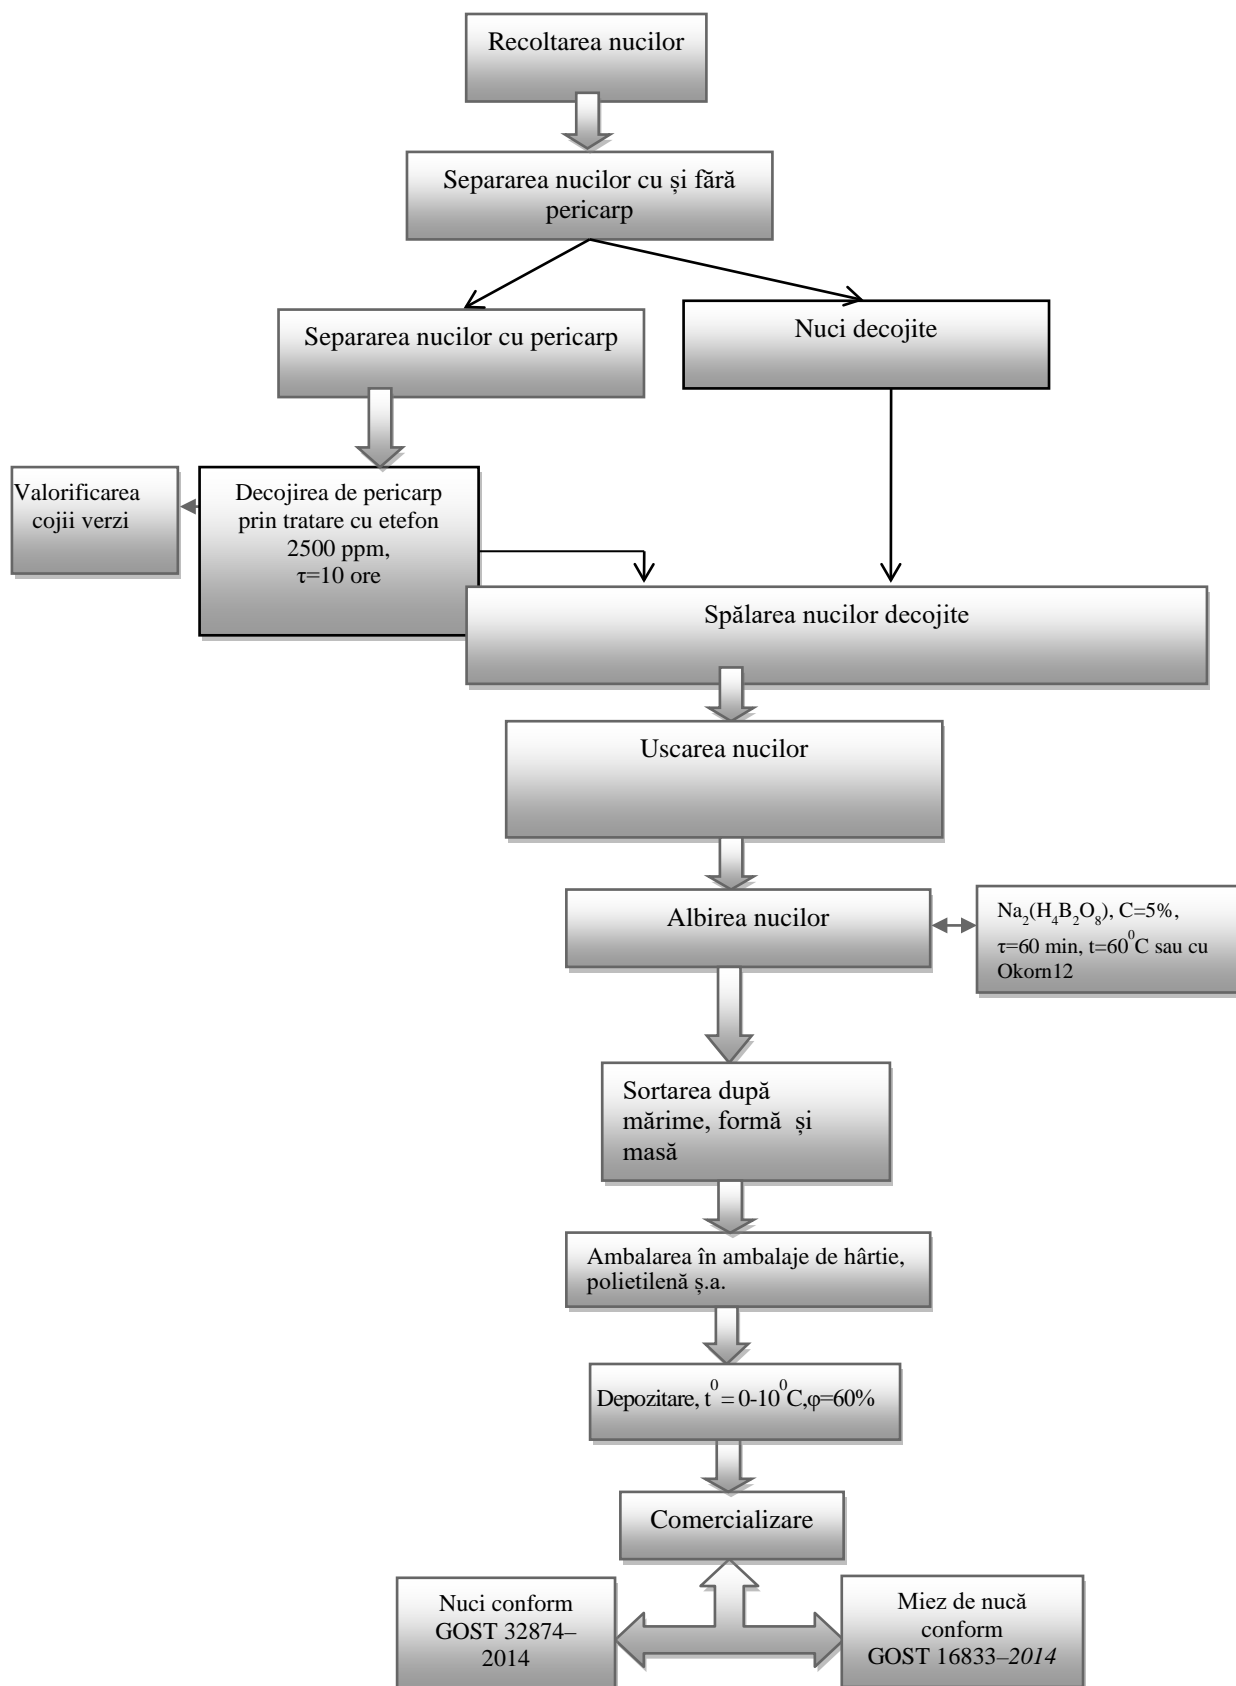 Recoltarea nucilor
Separarea nucilor cu și fără
pericarp
Separarea nucilor cu pericarp
Nuci decojite
Valorificarea
cojii verzi
Decojirea de pericarp
prin tratare cu etefon
2500 ppm,
τ=10 ore
Spălarea nucilor decojite
Uscarea nucilor
Albirea nucilor
Na₂(H₄B₂O₈), C=5%,
τ=60 min, t=60⁰C sau cu
Okorn12
Sortarea după
mărime, formă și
masă
Ambalarea în ambalaje de hârtie,
polietilenă ș.a.
Depozitare, t⁰ = 0-10⁰C,φ=60%
Comercializare
Nuci conform
GOST 32874–
2014
Miez de nucă
conform
GOST 16833–2014